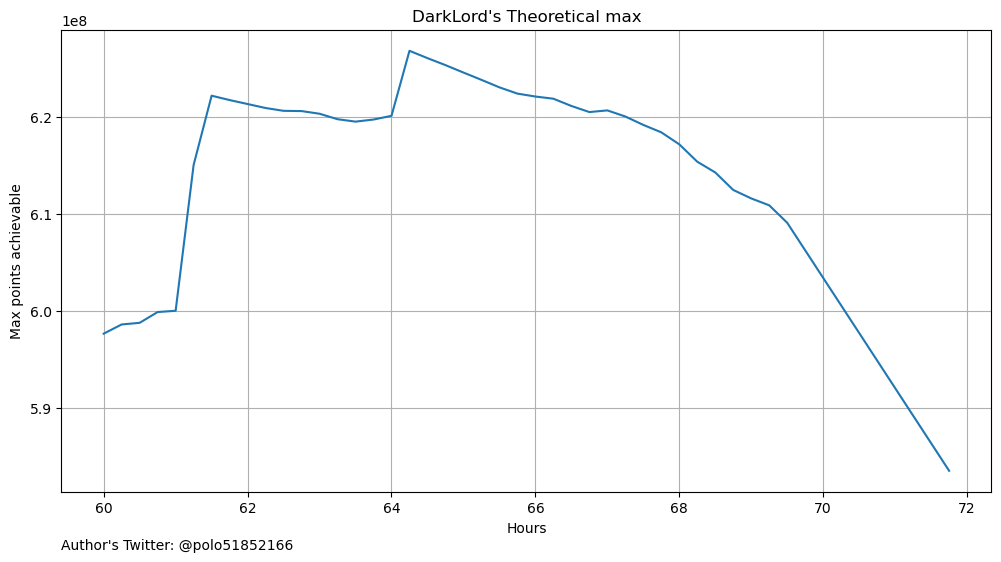 DarkLord's Theoretical max
1e8
6.2
6.1
6.0
5.9
Max points achievable
60 62 64 66 68 70 72
Hours
Author's Twitter: @polo51852166